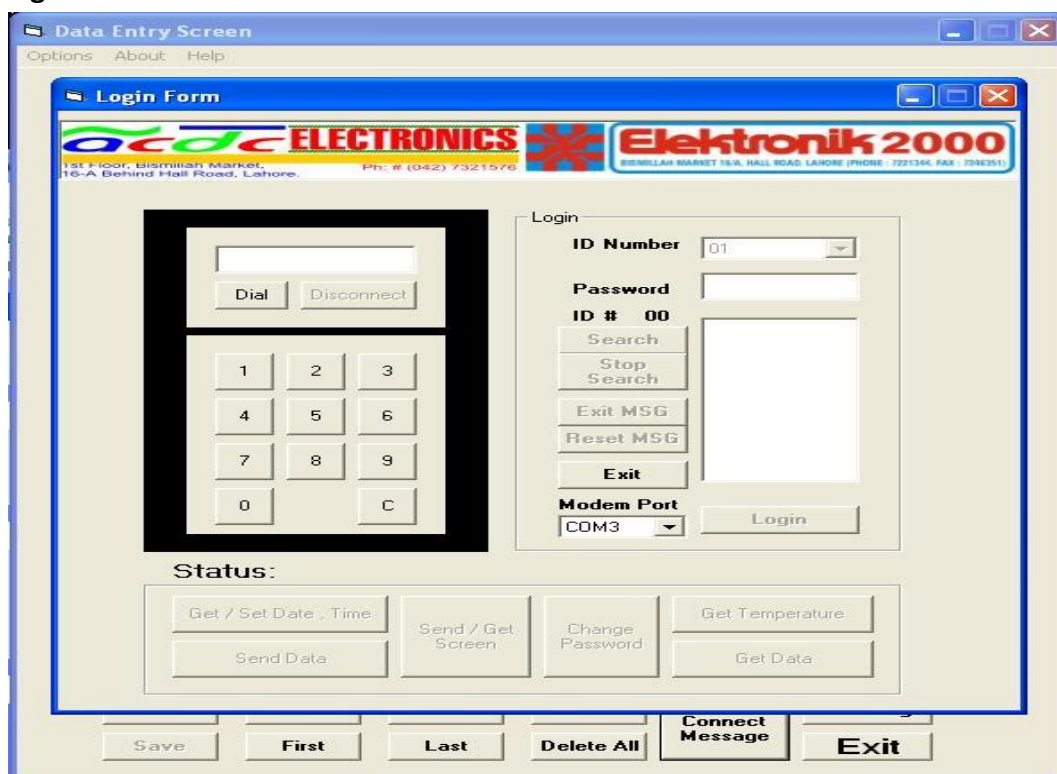 Data Entry Screen
Options About Help
Login Form
acdc ELECTRONICS
1st Floor, Bismillah Market,
16-A Behind Hall Road, Lahore.
Ph: # (042) 7321576
Elektronik 2000
BISMILLAH MARKET 16/A, HALL ROAD, LAHORE (PHONE : 7221344, FAX : 7246351)
Dial Disconnect
1 2 3
4 5 6
7 8 9
0 C
Login
ID Number 01
Password
ID # 00
Search
Stop
Search
Exit MSG
Reset MSG
Exit
Modem Port
COM3
Login
Status:
Get / Set Date , Time
Send Data
Send / Get
Screen
Change
Password
Get Temperature
Get Data
Connect
Message
Save First Last Delete All Exit